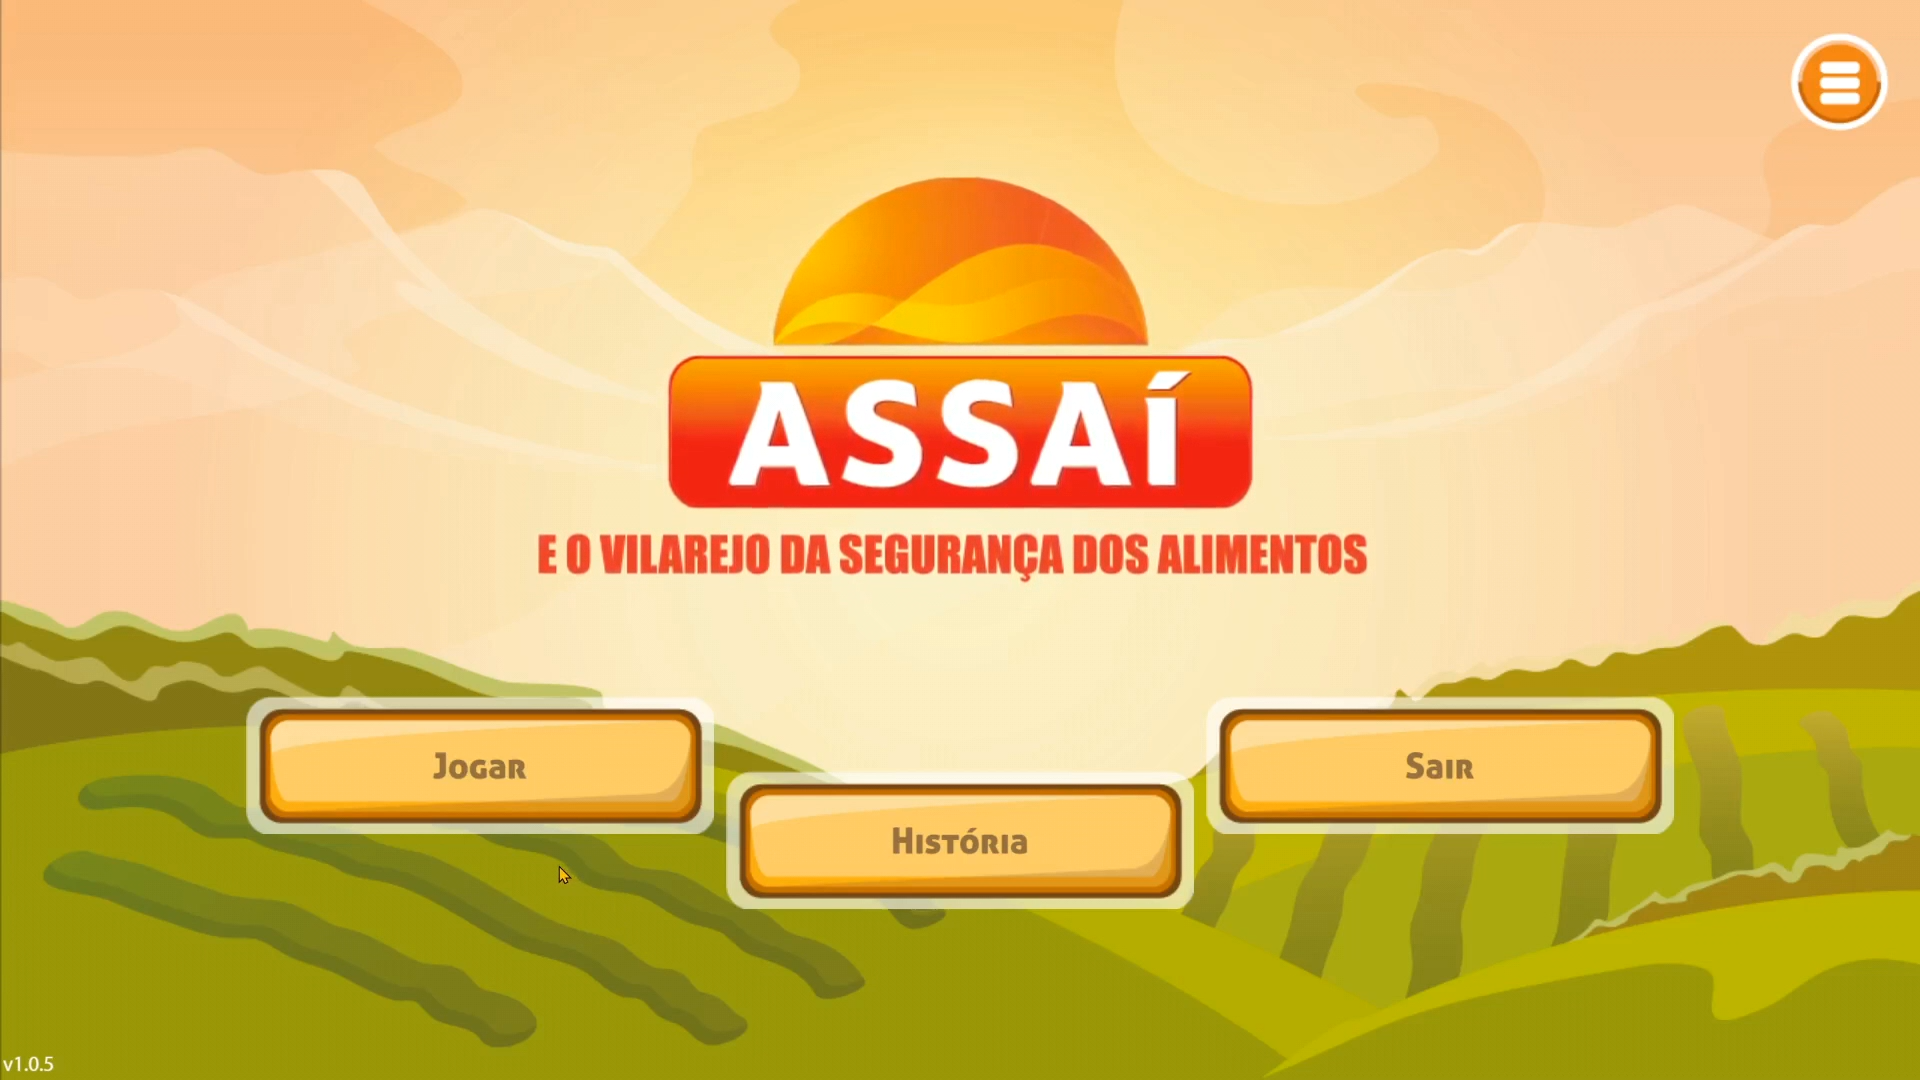 ASSAÍ
E O VILAREJO DA SEGURANÇA DOS ALIMENTOS
Jogar
Sair
História
v1.0.5